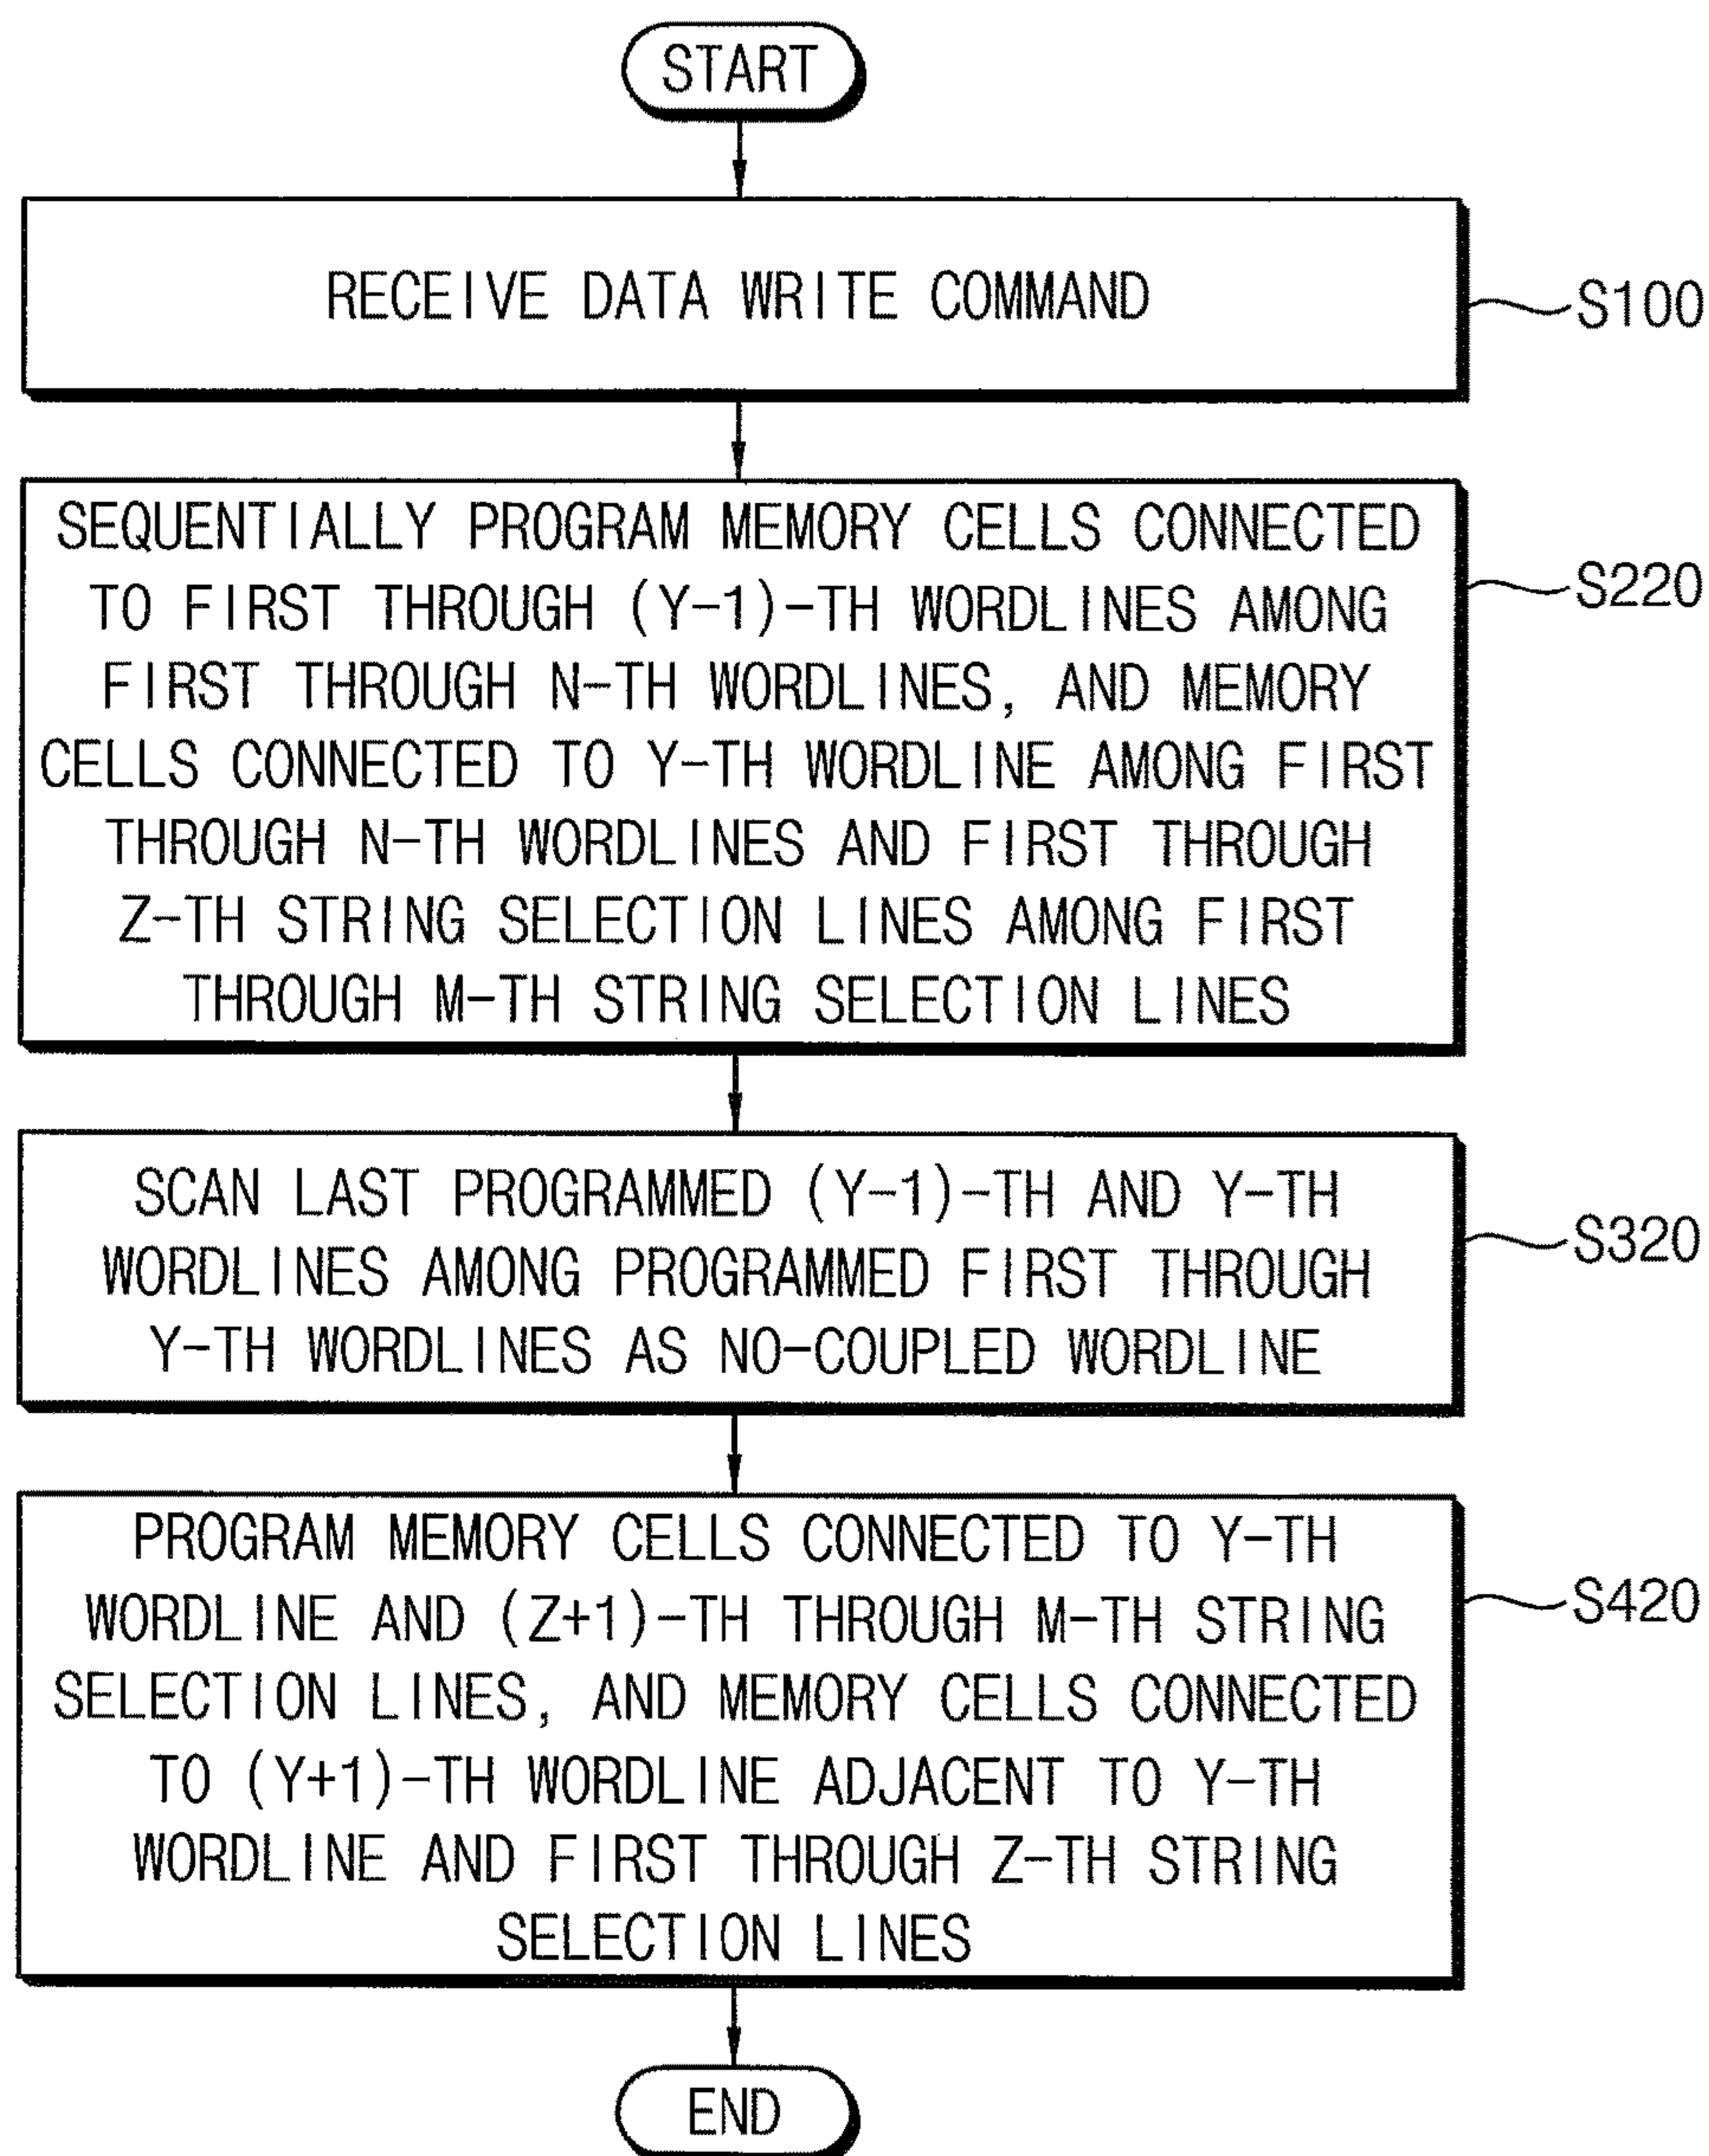 START
RECEIVE DATA WRITE COMMAND
S100
SEQUENTIALLY PROGRAM MEMORY CELLS CONNECTED
TO FIRST THROUGH (Y-1)-TH WORDLINES AMONG
FIRST THROUGH N-TH WORDLINES, AND MEMORY
CELLS CONNECTED TO Y-TH WORDLINE AMONG FIRST
THROUGH N-TH WORDLINES AND FIRST THROUGH
Z-TH STRING SELECTION LINES AMONG FIRST
THROUGH M-TH STRING SELECTION LINES
S220
SCAN LAST PROGRAMMED (Y-1)-TH AND Y-TH
WORDLINES AMONG PROGRAMMED FIRST THROUGH
Y-TH WORDLINES AS NO-COUPLED WORDLINE
S320
PROGRAM MEMORY CELLS CONNECTED TO Y-TH
WORDLINE AND (Z+1)-TH THROUGH M-TH STRING
SELECTION LINES, AND MEMORY CELLS CONNECTED
TO (Y+1)-TH WORDLINE ADJACENT TO Y-TH
WORDLINE AND FIRST THROUGH Z-TH STRING
SELECTION LINES
S420
END